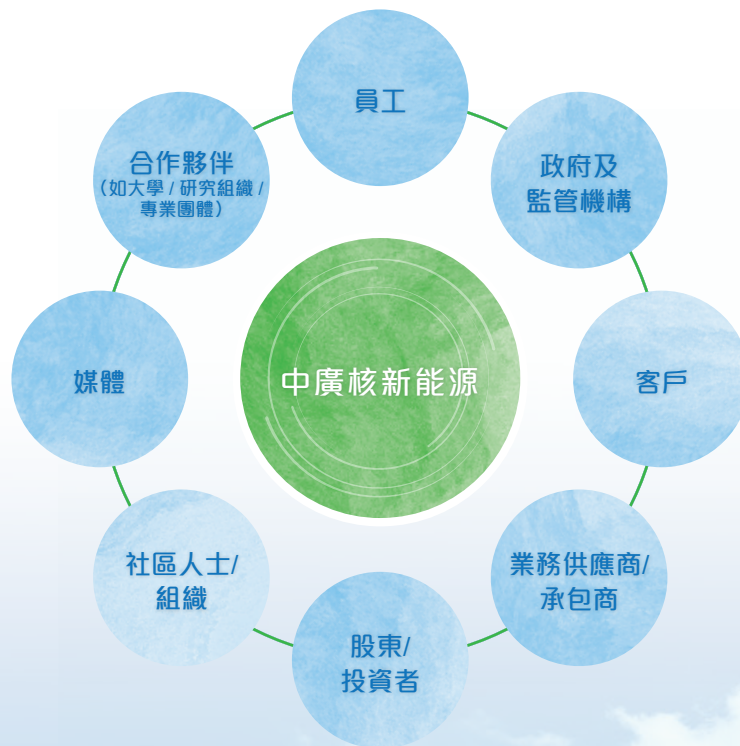 員工
政府及
監管機構
客戶
業務供應商/
承包商
股東/
投資者
社區人士/
組織
媒體
合作夥伴
（如大學 / 研究組織 /
專業團體）
中廣核新能源